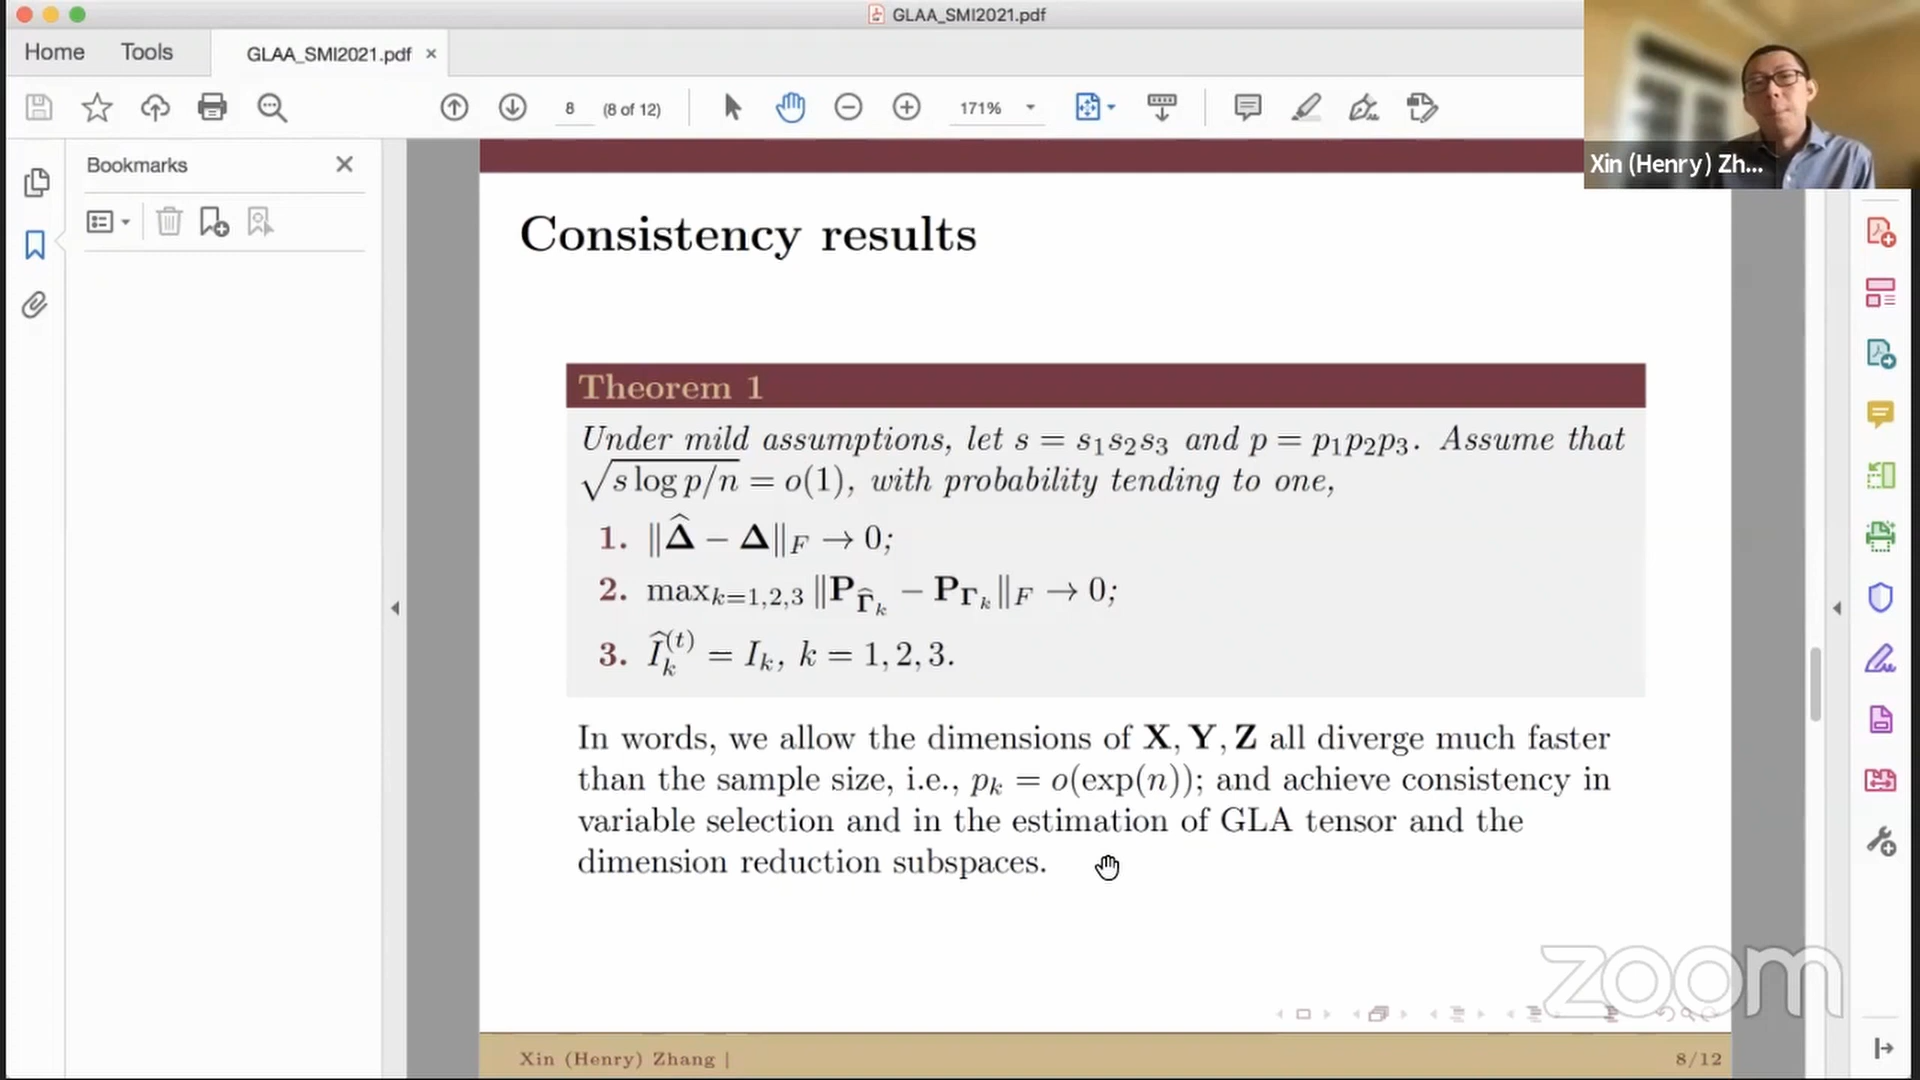 GLAA_SMI2021.pdf
Home Tools GLAA_SMI2021.pdf ×
8 (8 of 12) 171%
Xin (Henry) Zh...
Bookmarks
Consistency results
Theorem 1
Under mild assumptions, let s = s₁s₂s₃ and p = p₁p₂p₃. Assume that
√(s log p/n) = o(1), with probability tending to one,
1. ‖Δ̂ − Δ‖_F → 0;
2. max_{k=1,2,3} ‖P_{Γ̂_k} − P_{Γ_k}‖_F → 0;
3. Î_k^{(t)} = I_k, k = 1, 2, 3.
In words, we allow the dimensions of X, Y, Z all diverge much faster
than the sample size, i.e., p_k = o(exp(n)); and achieve consistency in
variable selection and in the estimation of GLA tensor and the
dimension reduction subspaces.
zoom
Xin (Henry) Zhang | 8/12